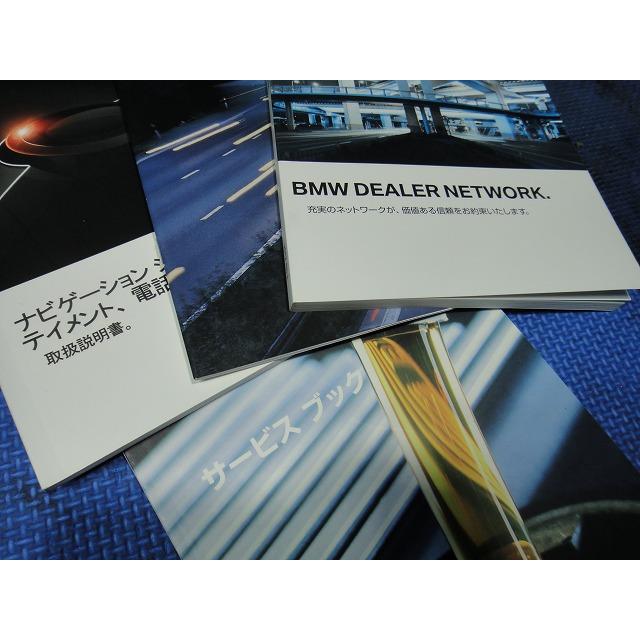 BMW DEALER NETWORK.
充実のネットワークが、価値ある信頼をお約束いたします。
ナビゲーション
テイメント、電話
取扱説明書。
サービスブック